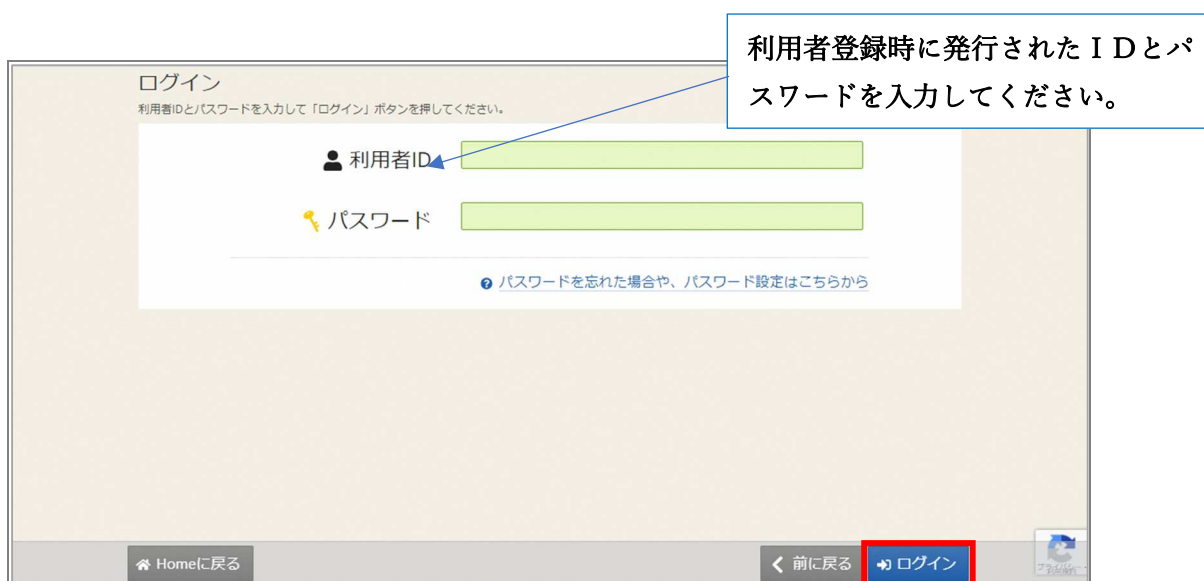 利用者登録時に発行されたＩＤとパ
スワードを入力してください。
ログイン
利用者IDとパスワードを入力して「ログイン」ボタンを押してください。
利用者ID
パスワード
パスワードを忘れた場合や、パスワード設定はこちらから
Homeに戻る
前に戻る
ログイン